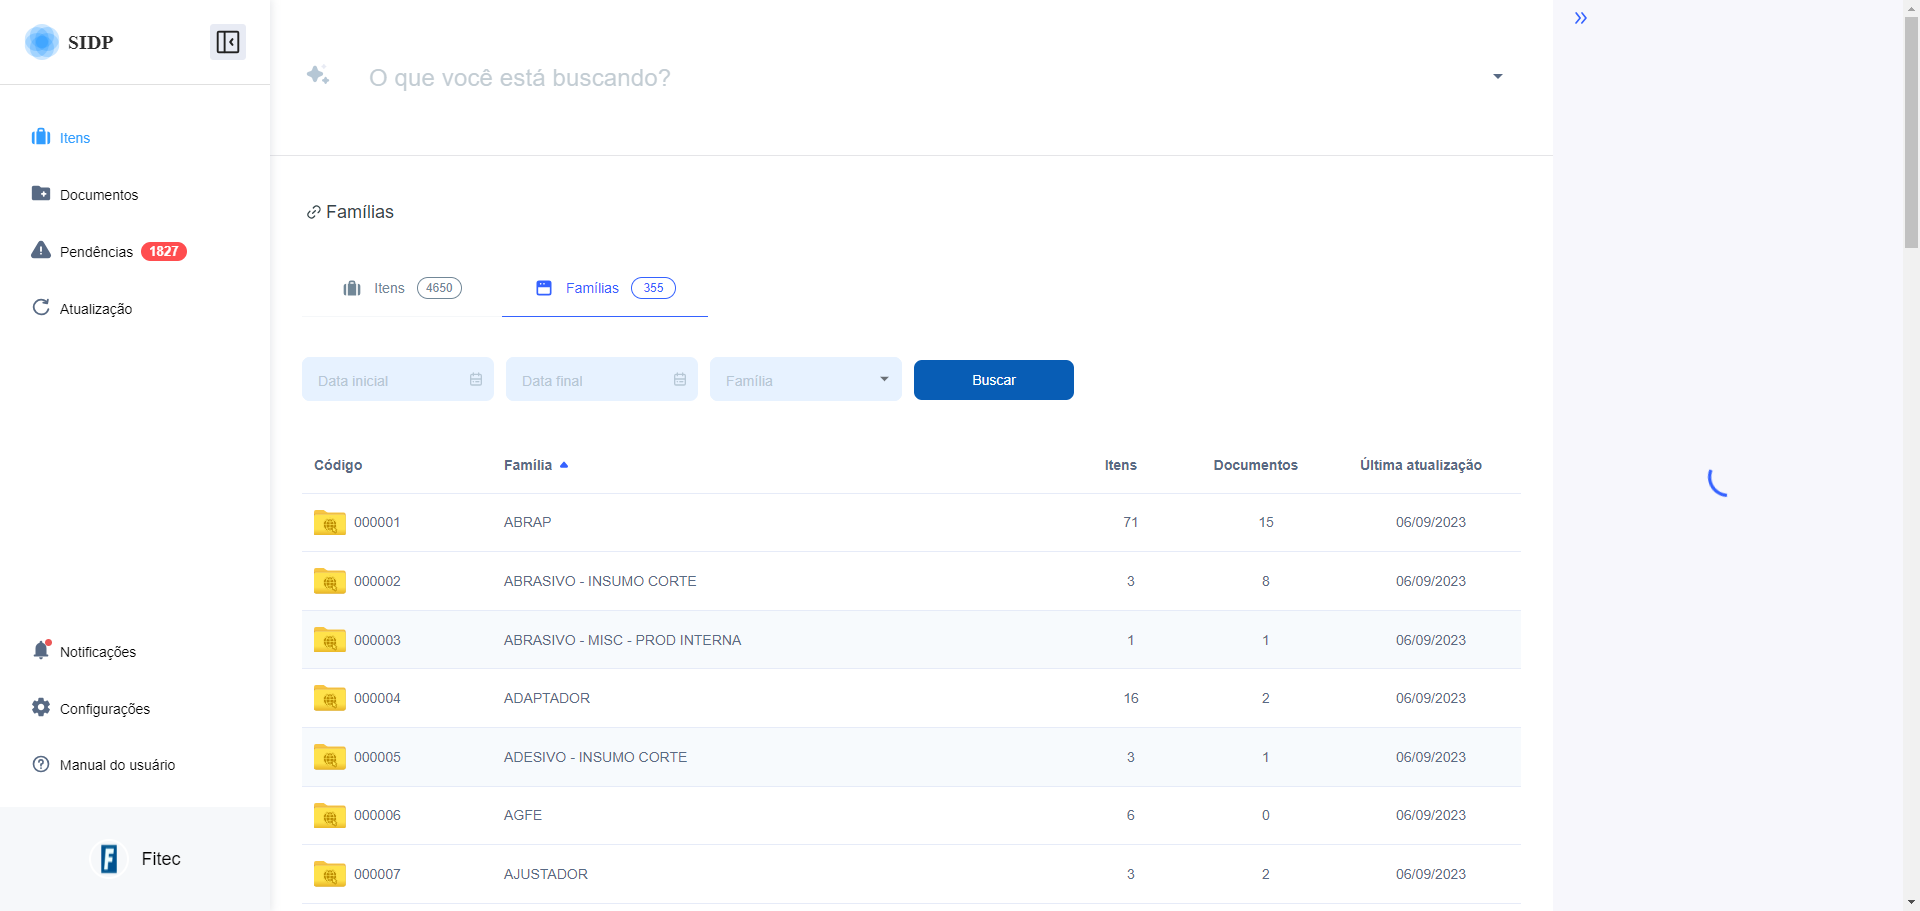 SIDP
Itens
Documentos
Pendências 1827
Atualização
Notificações
Configurações
Manual do usuário
Fitec
O que você está buscando?
Famílias
Itens 4650
Famílias 355
Data inicial
Data final
Família
Buscar
Código Família Itens Documentos Última atualização
000001 ABRAP 71 15 06/09/2023
000002 ABRASIVO - INSUMO CORTE 3 8 06/09/2023
000003 ABRASIVO - MISC - PROD INTERNA 1 1 06/09/2023
000004 ADAPTADOR 16 2 06/09/2023
000005 ADESIVO - INSUMO CORTE 3 1 06/09/2023
000006 AGFE 6 0 06/09/2023
000007 AJUSTADOR 3 2 06/09/2023